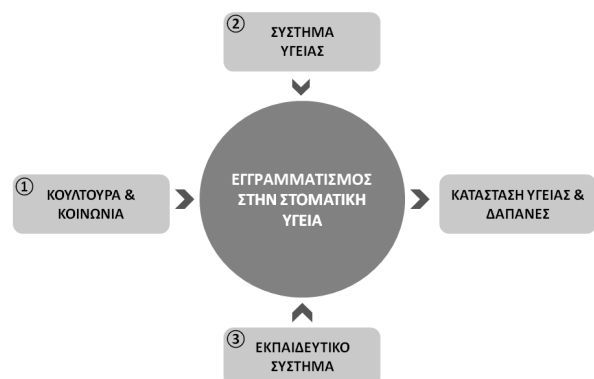 ② ΣΥΣΤΗΜΑ
ΥΓΕΙΑΣ
① ΚΟΥΛΤΟΥΡΑ &
ΚΟΙΝΩΝΙΑ
ΕΓΓΡΑΜΜΑΤΙΣΜΟΣ
ΣΤΗΝ ΣΤΟΜΑΤΙΚΗ
ΥΓΕΙΑ
ΚΑΤΑΣΤΑΣΗ ΥΓΕΙΑΣ &
ΔΑΠΑΝΕΣ
③ ΕΚΠΑΙΔΕΥΤΙΚΟ
ΣΥΣΤΗΜΑ